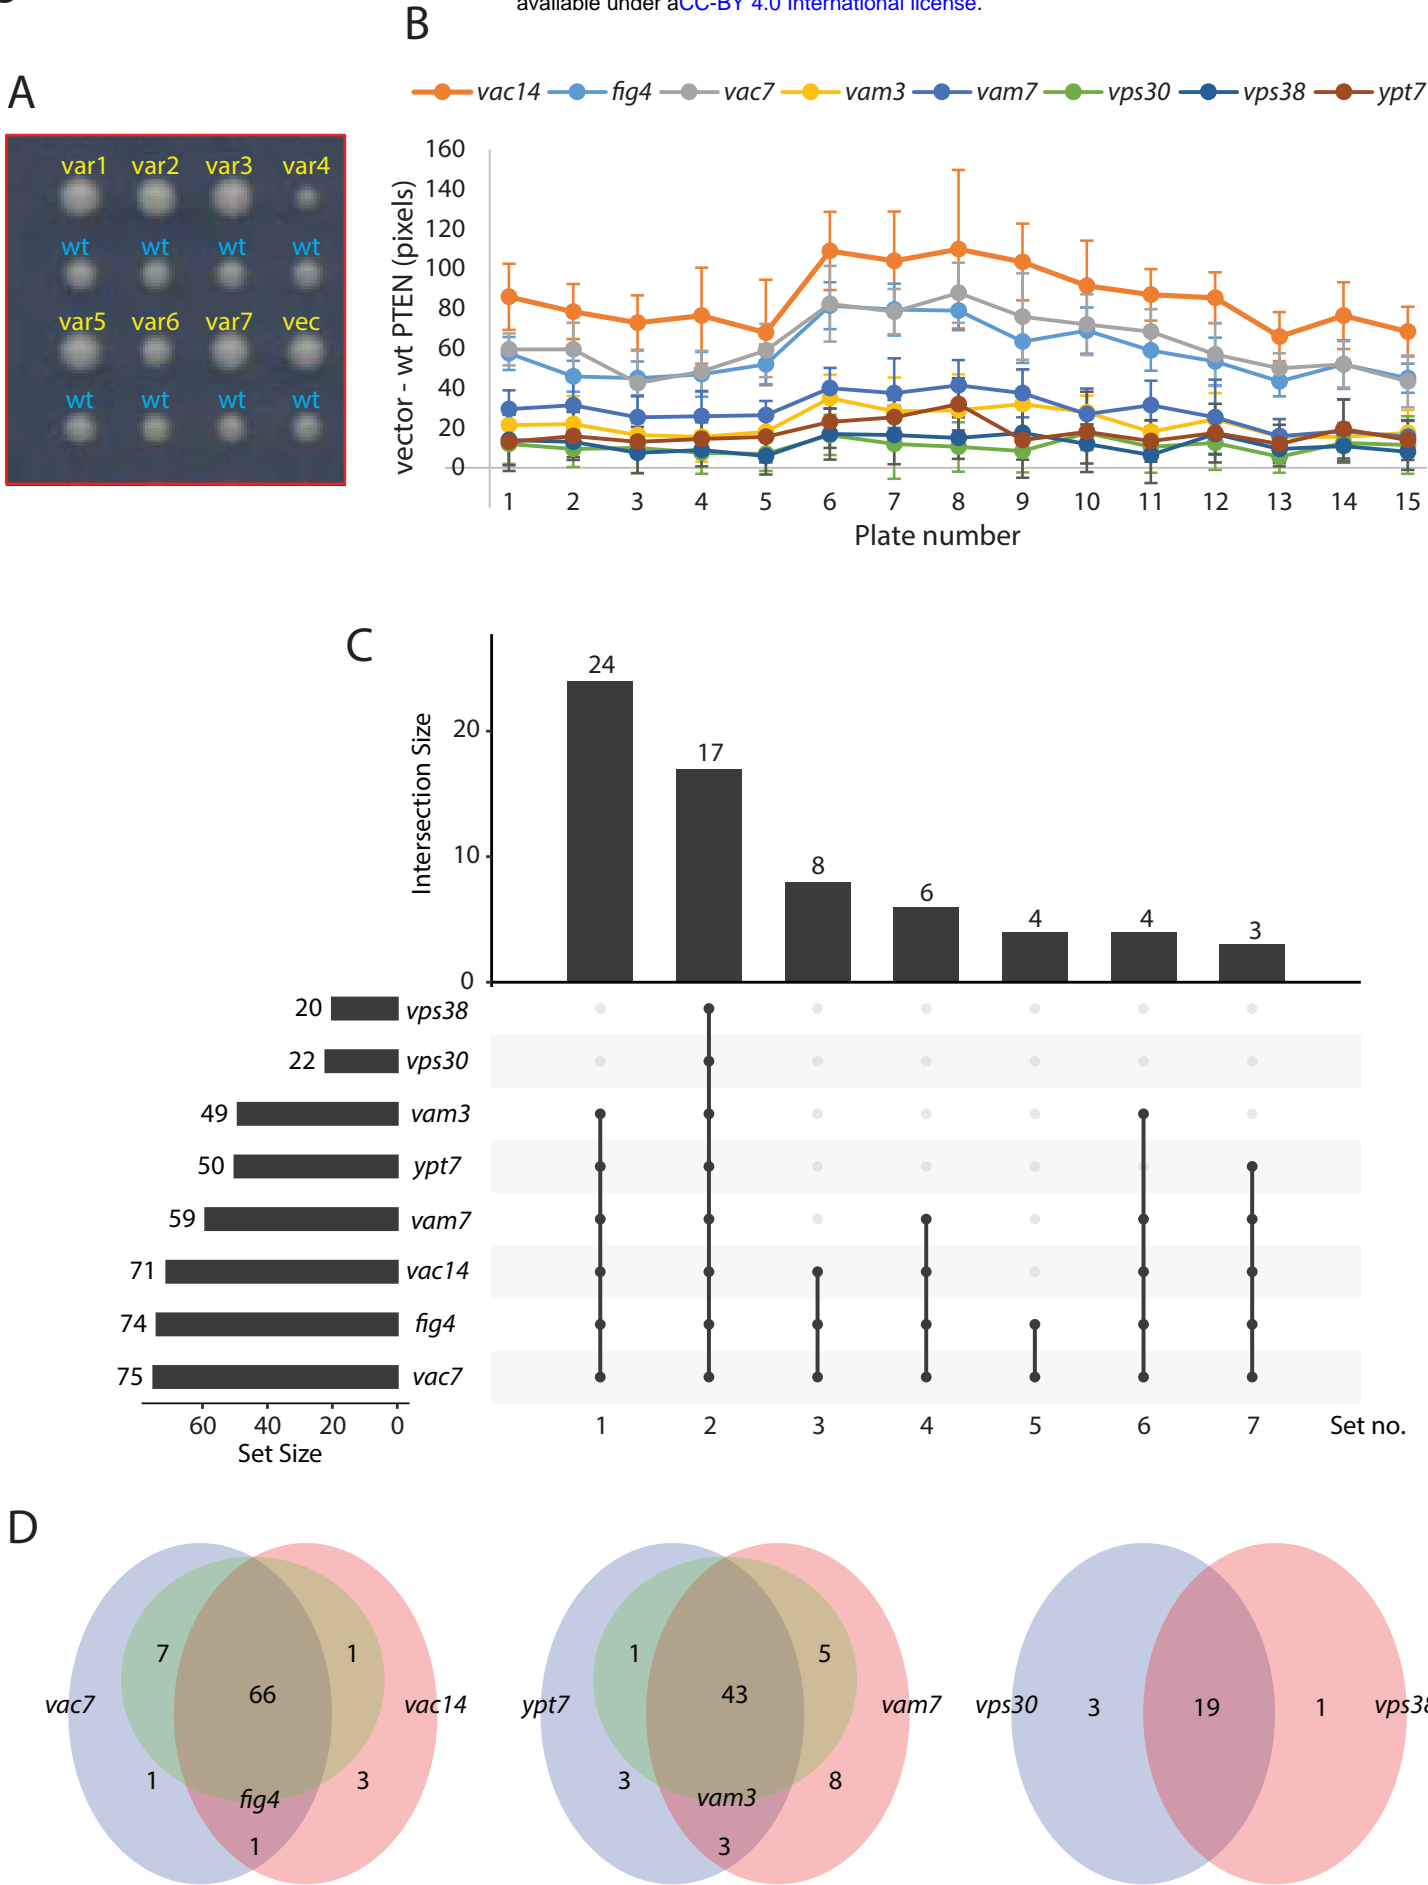 available under aCC-BY 4.0 International license.
B
A
vac14 fig4 vac7 vam3 vam7 vps30 vps38 ypt7
var1 var2 var3 var4
wt wt wt wt
var5 var6 var7 vec
wt wt wt wt
vector - wt PTEN (pixels)
160
140
120
100
80
60
40
20
0
1 2 3 4 5 6 7 8 9 10 11 12 13 14 15
Plate number
C
Intersection Size
20
10
0
24
17
8
6
4
4
3
20 vps38
22 vps30
49 vam3
50 ypt7
59 vam7
71 vac14
74 fig4
75 vac7
60 40 20 0
Set Size
1 2 3 4 5 6 7 Set no.
D
7 1
66
vac7 vac14
1 3
fig4
1
1 5
43
ypt7 vam7
3 8
vam3
3
vps30 3 19 1 vps38